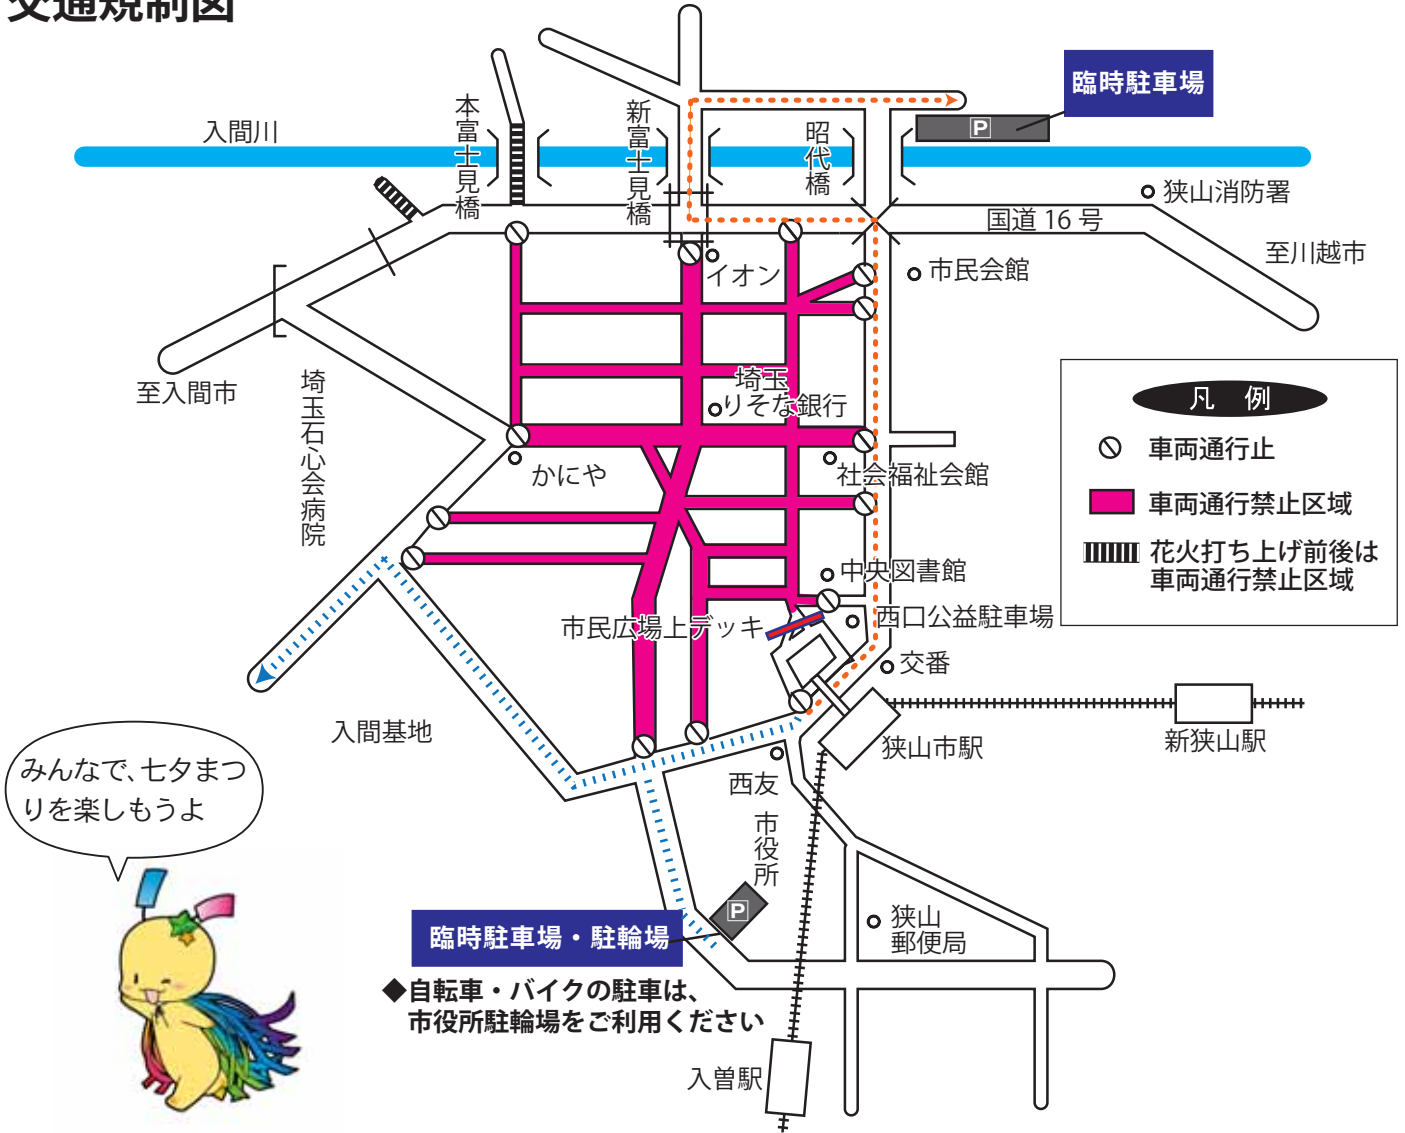 交通規制図
臨時駐車場
P
入間川
本富士見橋
新富士見橋
昭代橋
狭山消防署
国道 16 号
至川越市
イオン
市民会館
至入間市
埼玉石心会病院
埼玉
りそな銀行
凡 例
車両通行止
車両通行禁止区域
花火打ち上げ前後は
車両通行禁止区域
かにや
社会福祉会館
中央図書館
西口公益駐車場
市民広場上デッキ
交番
入間基地
狭山市駅
新狭山駅
西友
市役所
P
みんなで、七夕まつ
りを楽しもうよ
臨時駐車場・駐輪場
狭山
郵便局
◆自転車・バイクの駐車は、
市役所駐輪場をご利用ください
入曽駅